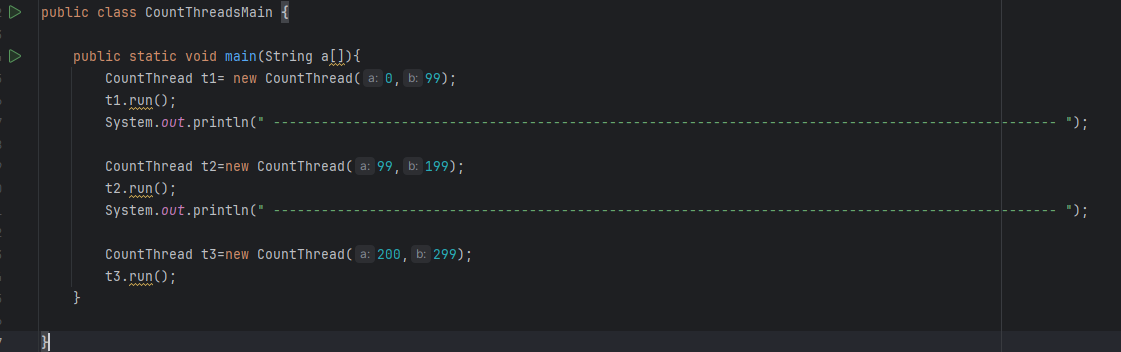 public class CountThreadsMain {
public static void main(String a[]){
CountThread t1= new CountThread( a: 0, b: 99);
t1.run();
System.out.println(" -------------------------------------------------------------------------------------------------- ");
CountThread t2=new CountThread( a: 99, b: 199);
t2.run();
System.out.println(" -------------------------------------------------------------------------------------------------- ");
CountThread t3=new CountThread( a: 200, b: 299);
t3.run();
}
}